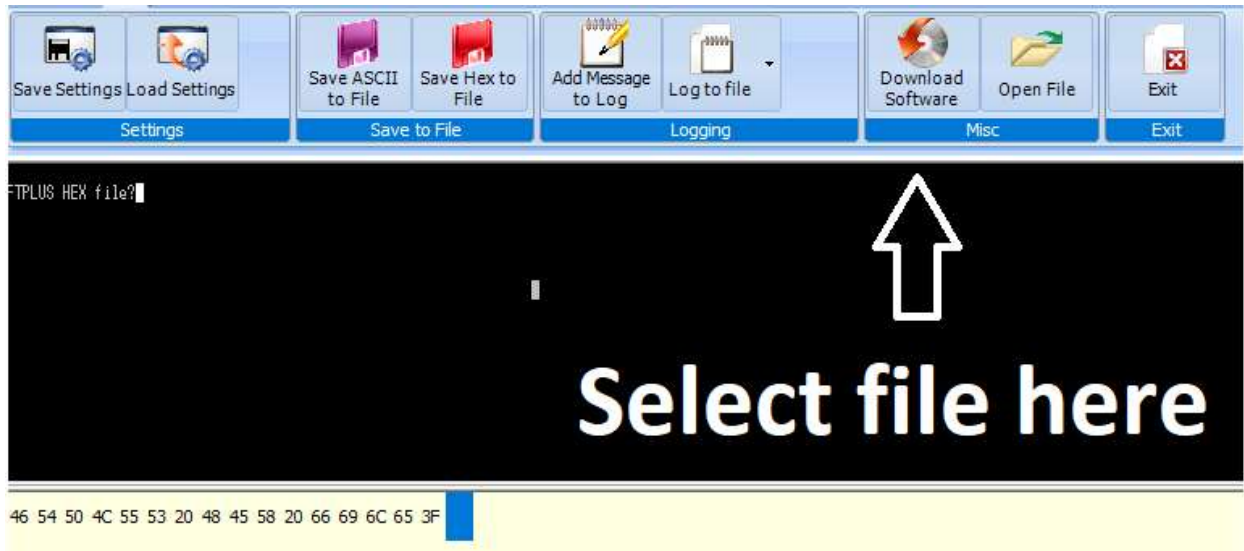 Save Settings Load Settings Save ASCII to File Save Hex to File Add Message to Log Log to file Download Software Open File Exit
Settings Save to File Logging Misc Exit
FTPLUS HEX file?
Select file here
46 54 50 4C 55 53 20 48 45 58 20 66 69 6C 65 3F